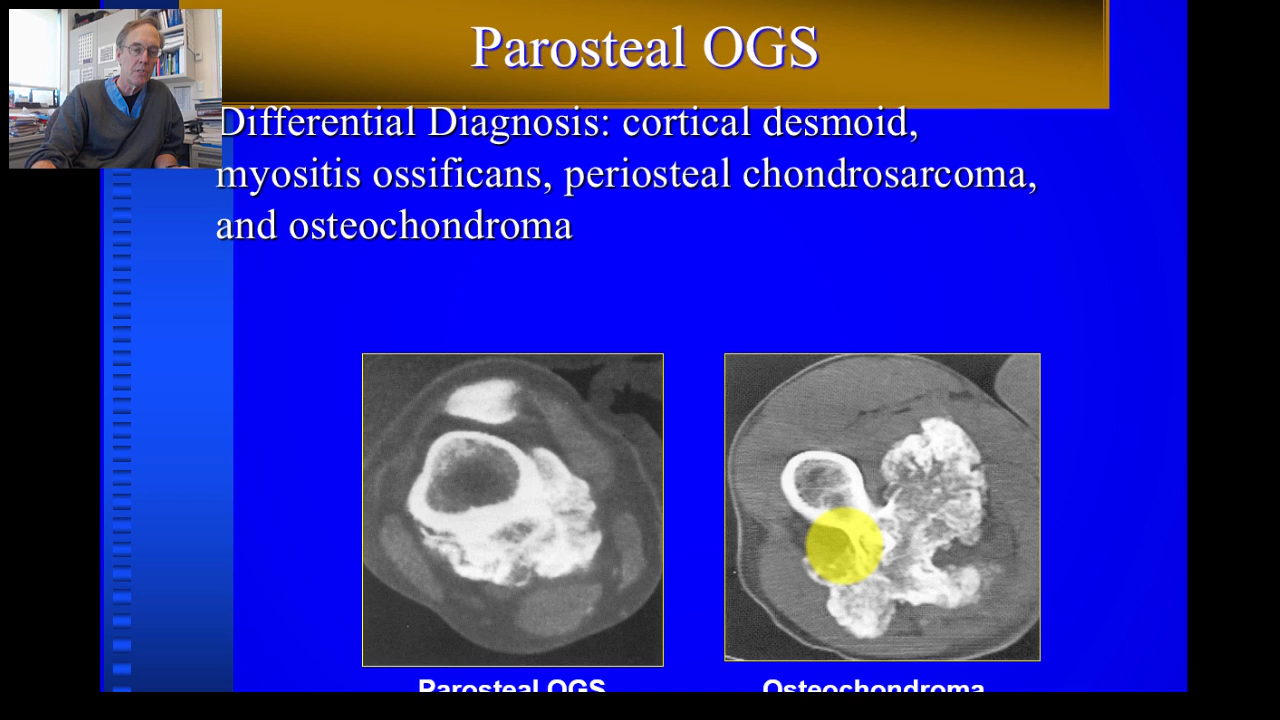 Parosteal OGS
Differential Diagnosis: cortical desmoid,
myositis ossificans, periosteal chondrosarcoma,
and osteochondroma
Parosteal OGS
Osteochondroma